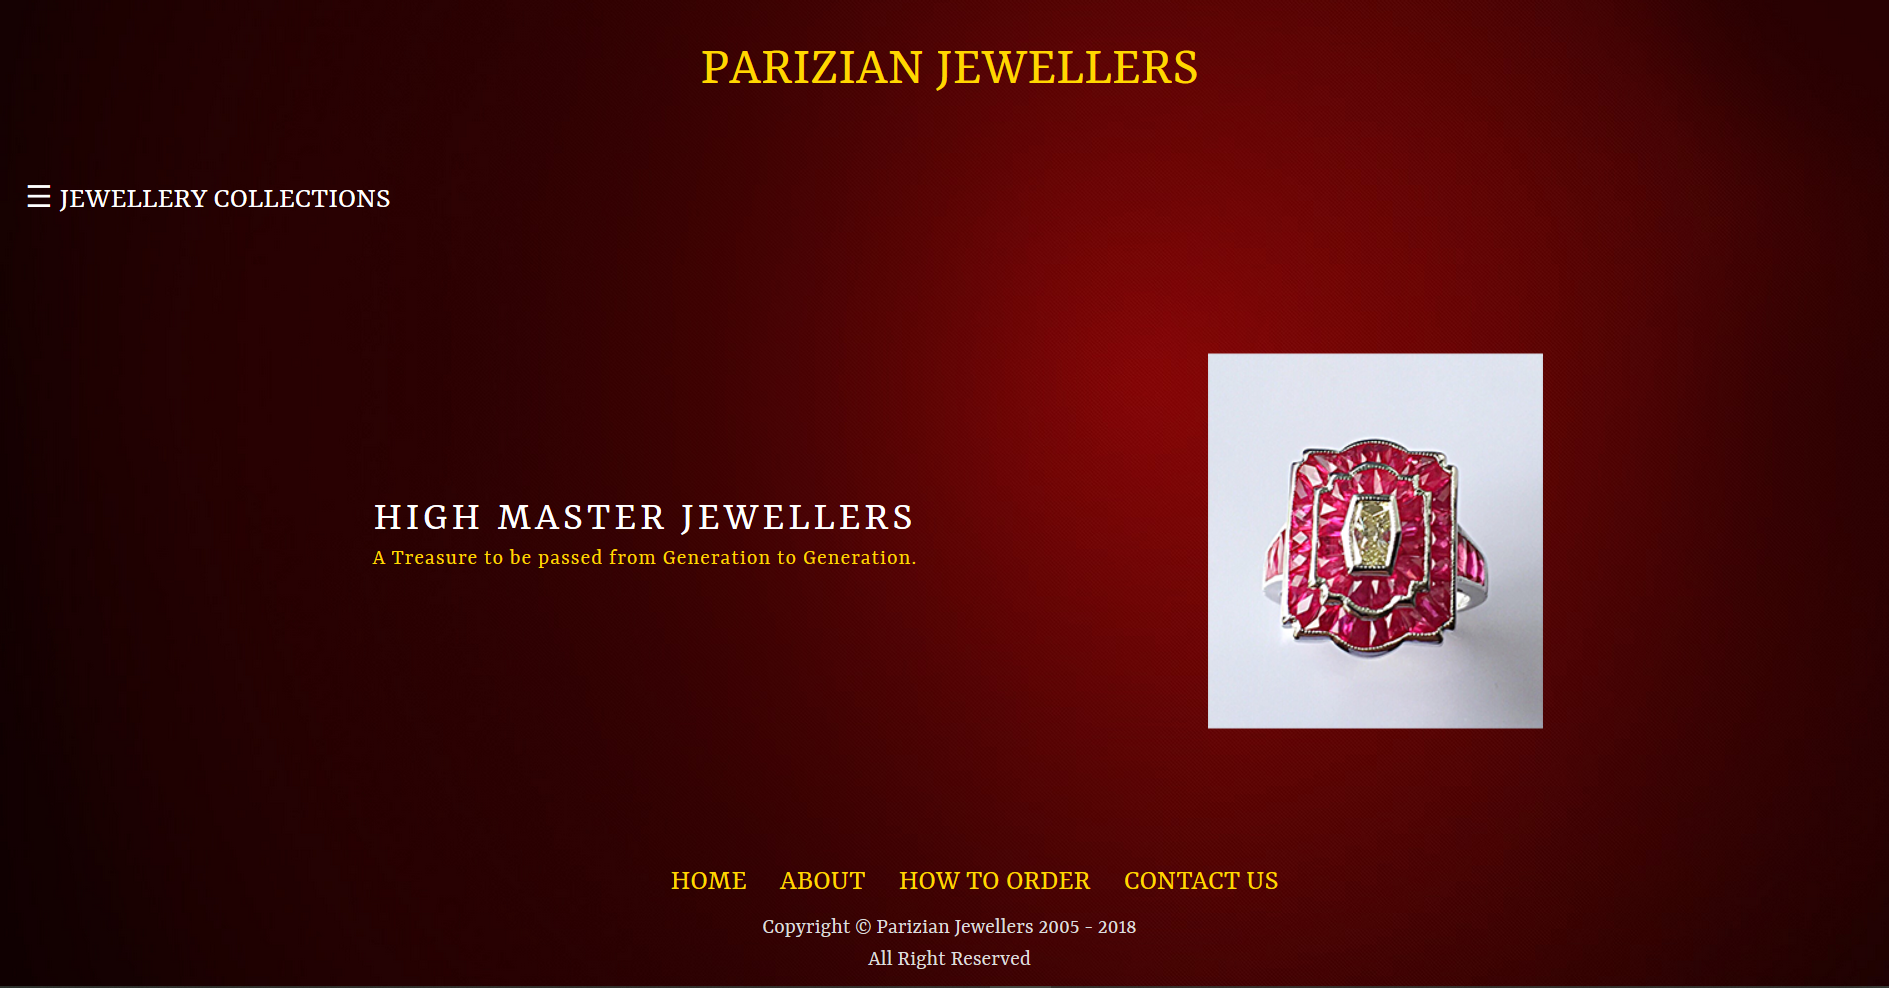 PARIZIAN JEWELLERS
☰ JEWELLERY COLLECTIONS
HIGH MASTER JEWELLERS
A Treasure to be passed from Generation to Generation.
HOME ABOUT HOW TO ORDER CONTACT US
Copyright © Parizian Jewellers 2005 - 2018
All Right Reserved